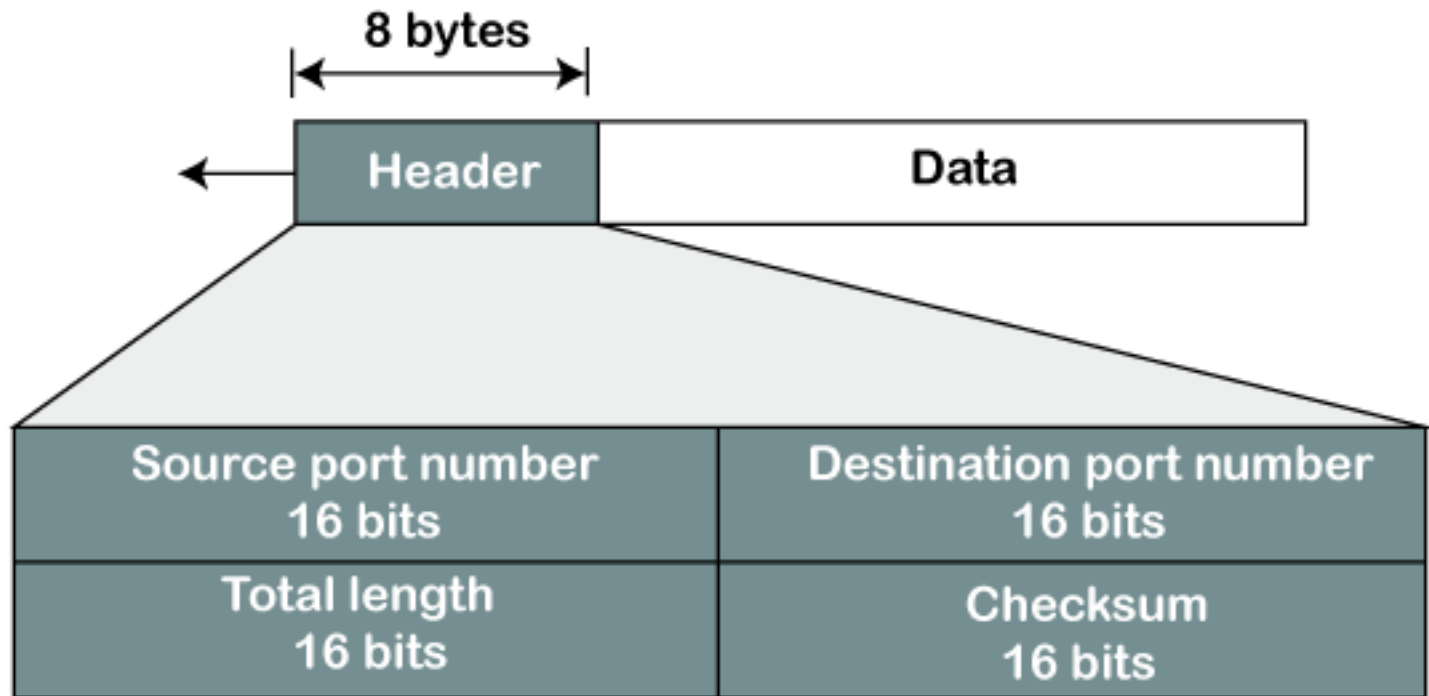 8 bytes
Header
Data
Source port number
16 bits
Destination port number
16 bits
Total length
16 bits
Checksum
16 bits